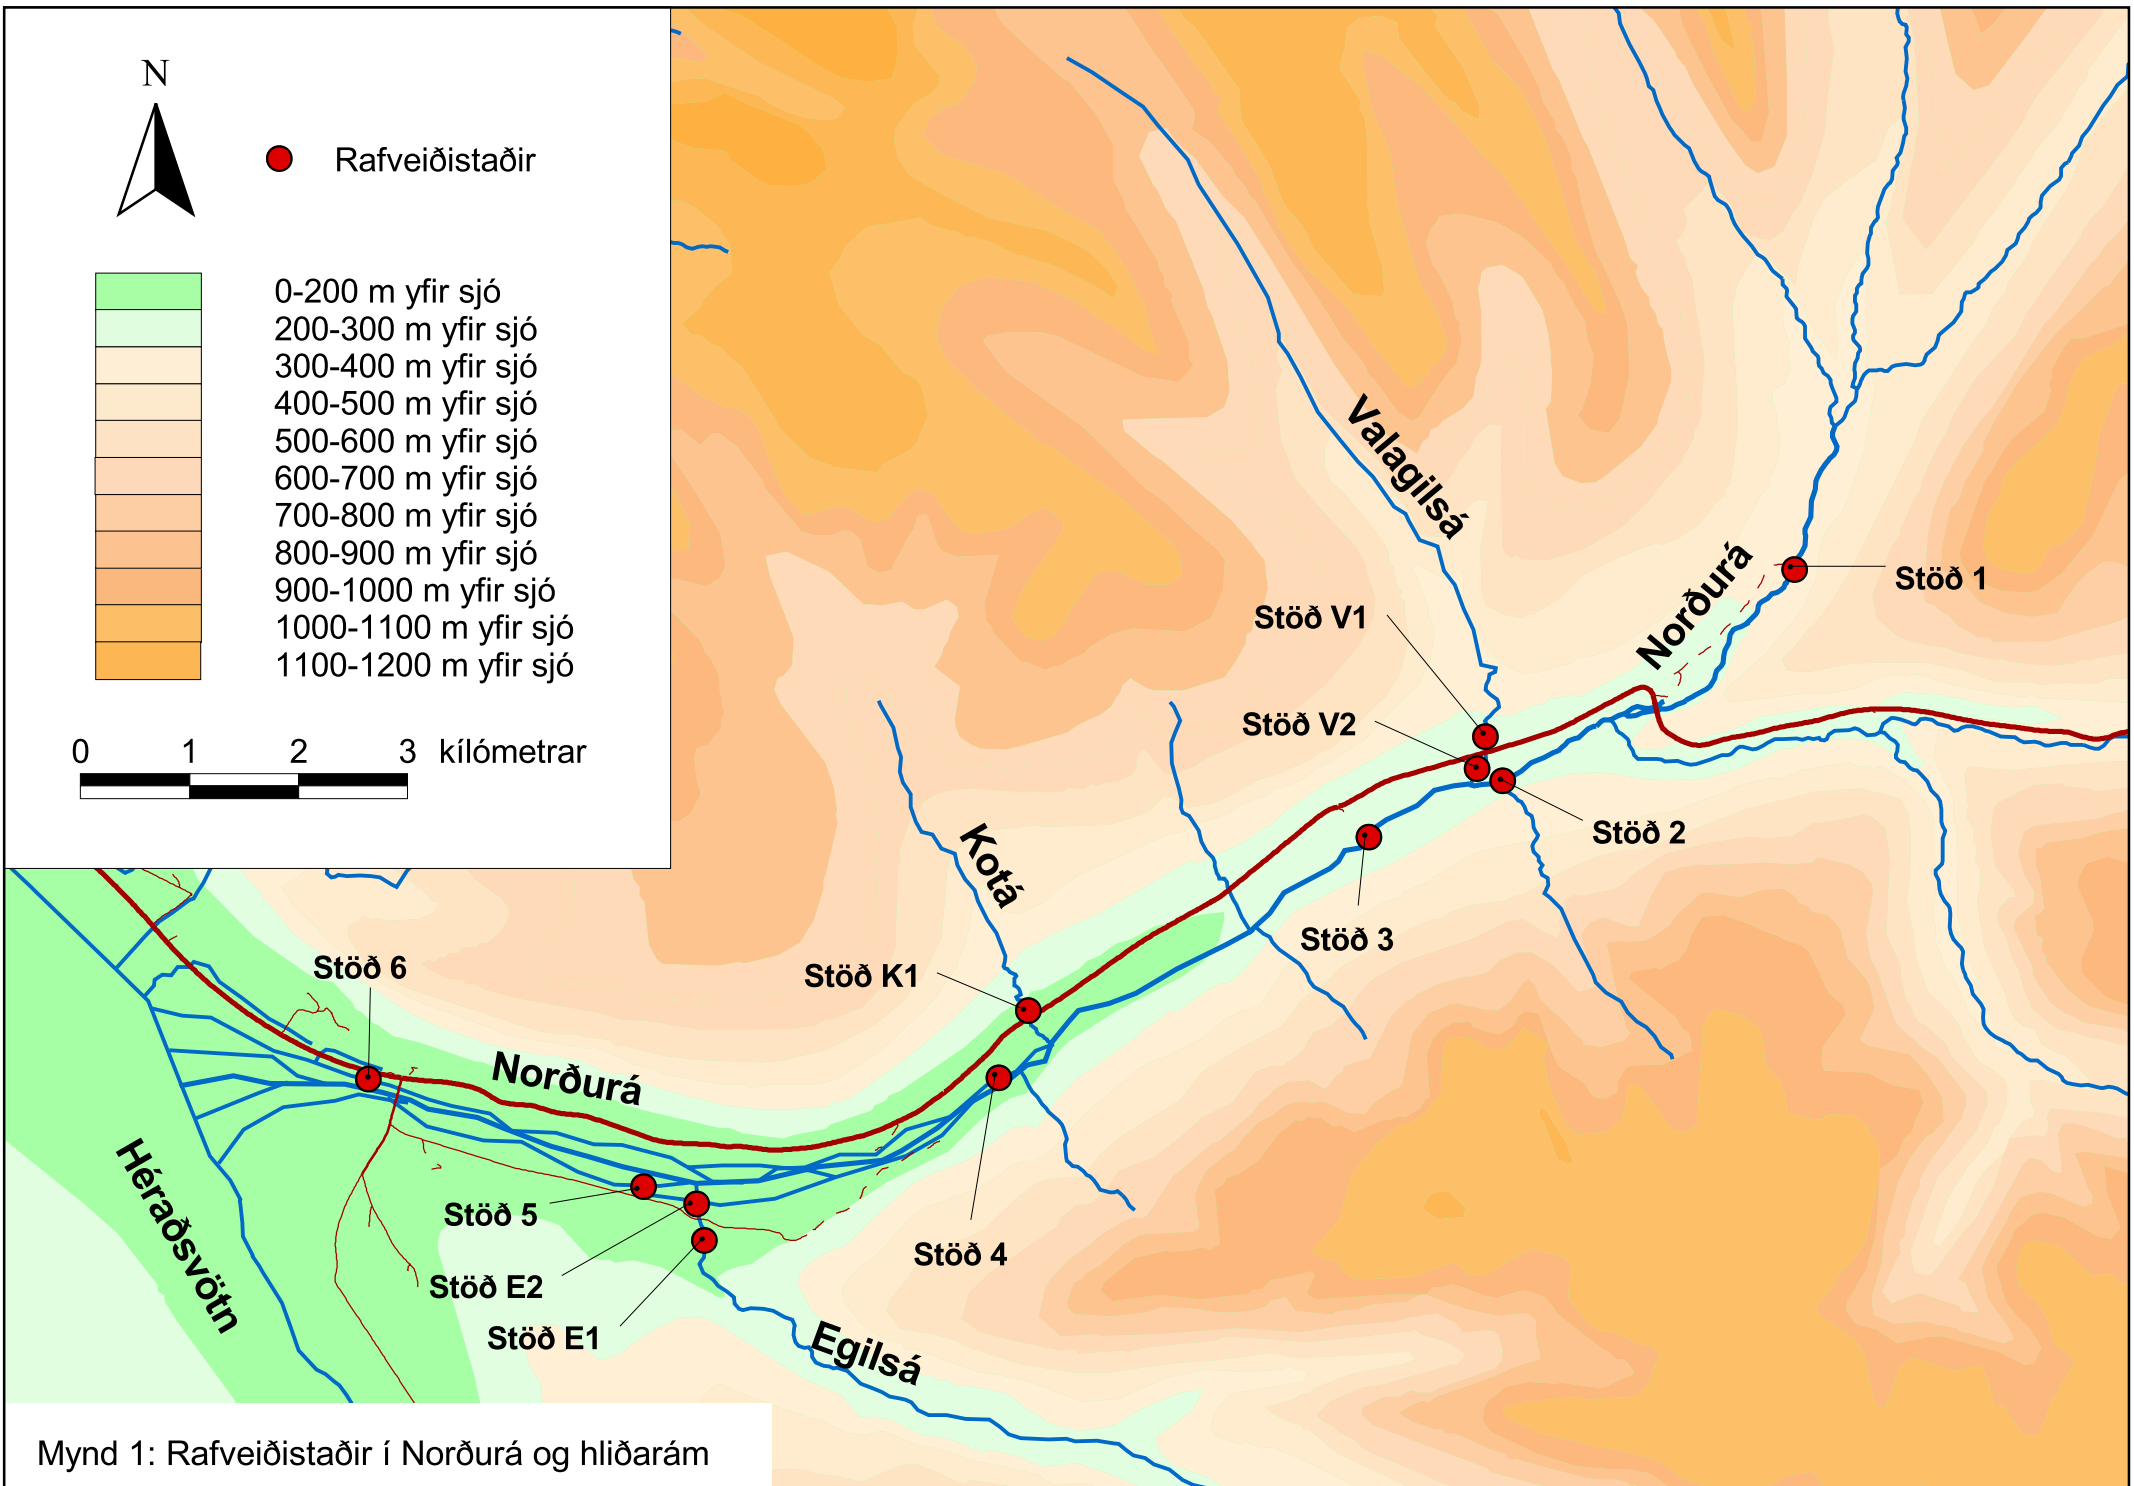 N
Rafveiðistaðir
0-200 m yfir sjó
200-300 m yfir sjó
300-400 m yfir sjó
400-500 m yfir sjó
500-600 m yfir sjó
600-700 m yfir sjó
700-800 m yfir sjó
800-900 m yfir sjó
900-1000 m yfir sjó
1000-1100 m yfir sjó
1100-1200 m yfir sjó
0 1 2 3 kílómetrar
Valagilsá
Norðurá
Stöð 1
Stöð V1
Stöð V2
Stöð 2
Kotá
Stöð 3
Stöð 6
Stöð K1
Norðurá
Héraðsvötn
Stöð 5
Stöð 4
Stöð E2
Stöð E1
Egilsá
Mynd 1: Rafveiðistaðir í Norðurá og hliðarám